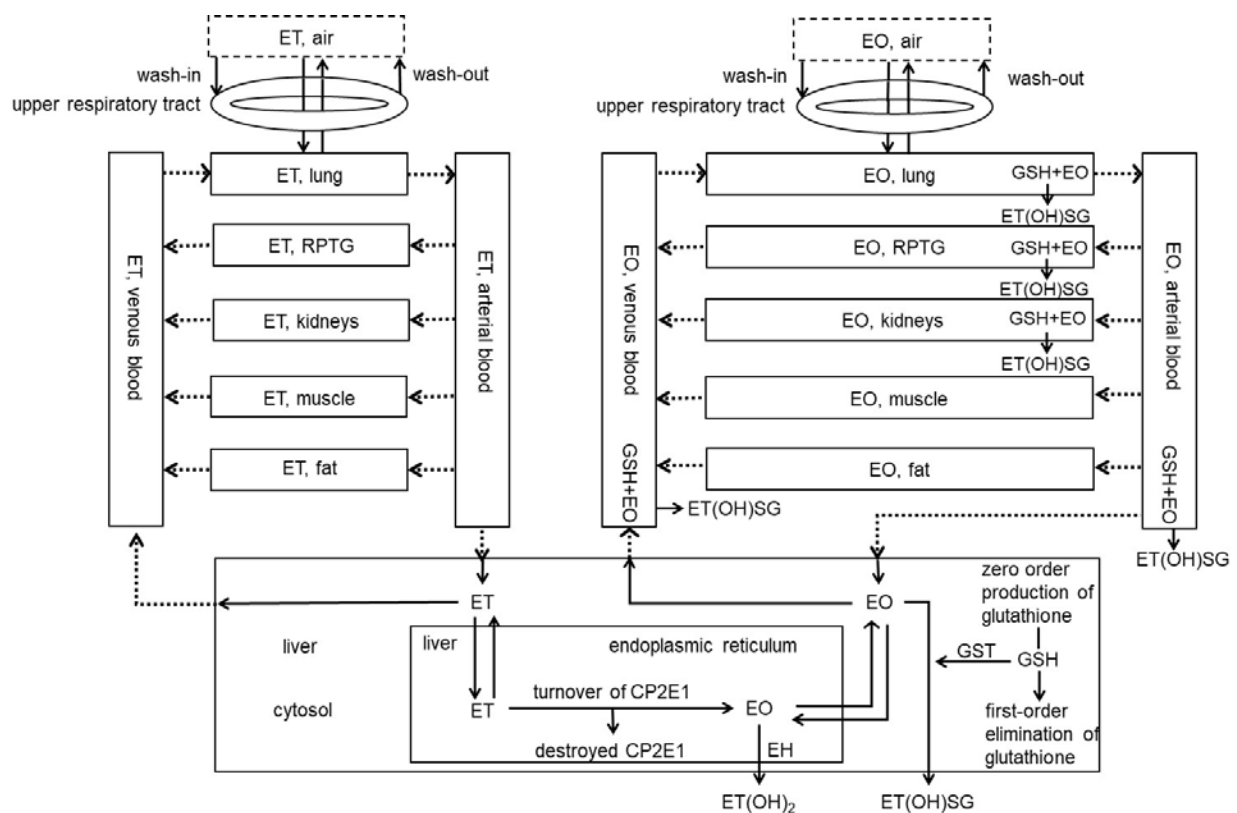 ET, air
wash-in
wash-out
upper respiratory tract
ET, lung
ET, RPTG
ET, kidneys
ET, muscle
ET, fat
ET, venous blood
ET, arterial blood
EO, air
wash-in
wash-out
upper respiratory tract
EO, lung
GSH+EO
ET(OH)SG
EO, RPTG
GSH+EO
ET(OH)SG
EO, kidneys
GSH+EO
ET(OH)SG
EO, muscle
EO, fat
EO, venous blood
GSH+EO
ET(OH)SG
EO, arterial blood
GSH+EO
ET(OH)SG
ET
EO
zero order
production of
glutathione
liver
liver
endoplasmic reticulum
GST
GSH
turnover of CP2E1
cytosol
ET
EO
first-order
elimination of
glutathione
destroyed CP2E1
EH
ET(OH)2
ET(OH)SG